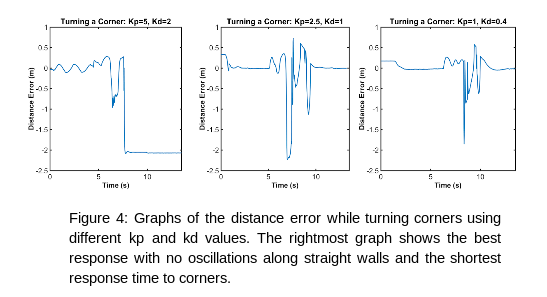 Turning a Corner: Kp=5, Kd=2
Turning a Corner: Kp=2.5, Kd=1
Turning a Corner: Kp=1, Kd=0.4
Distance Error (m)
1
0.5
0
-0.5
-1
-1.5
-2
-2.5
0
5
10
Time (s)
Distance Error (m)
1
0.5
0
-0.5
-1
-1.5
-2
-2.5
0
5
10
Time (s)
Distance Error (m)
1
0.5
0
-0.5
-1
-1.5
-2
-2.5
0
5
10
Time (s)
Figure 4: Graphs of the distance error while turning corners using
different kp and kd values. The rightmost graph shows the best
response with no oscillations along straight walls and the shortest
response time to corners.